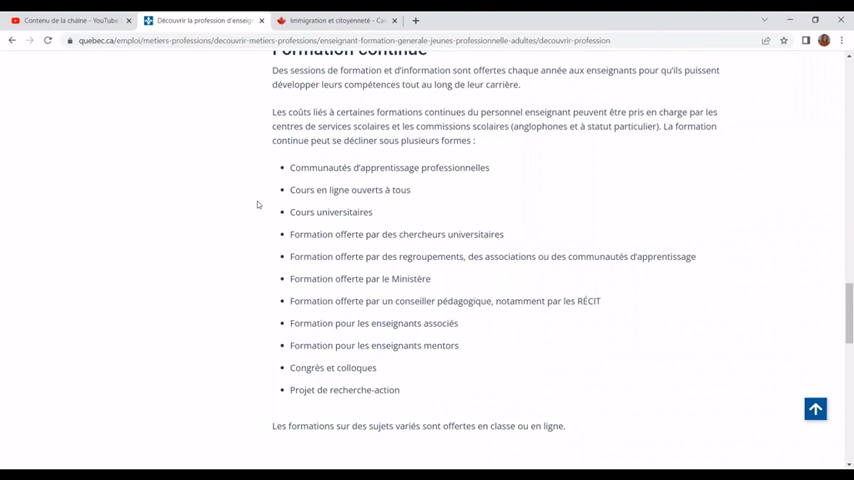 Contenu de la chaîne - YouTube
Découvrir la profession d'enseig
Immigration et citoyenneté - Ca
quebec.ca/emploi/metiers-professions/decouvrir-metiers-professions/enseignant-formation-generale-jeunes-professionnelle-adultes/decouvrir-profession
Formation continue
Des sessions de formation et d'information sont offertes chaque année aux enseignants pour qu'ils puissent
développer leurs compétences tout au long de leur carrière.
Les coûts liés à certaines formations continues du personnel enseignant peuvent être pris en charge par les
centres de services scolaires et les commissions scolaires (anglophones et à statut particulier). La formation
continue peut se décliner sous plusieurs formes :
Communautés d'apprentissage professionnelles
Cours en ligne ouverts à tous
Cours universitaires
Formation offerte par des chercheurs universitaires
Formation offerte par des regroupements, des associations ou des communautés d'apprentissage
Formation offerte par le Ministère
Formation offerte par un conseiller pédagogique, notamment par les RÉCIT
Formation pour les enseignants associés
Formation pour les enseignants mentors
Congrès et colloques
Projet de recherche-action
Les formations sur des sujets variés sont offertes en classe ou en ligne.